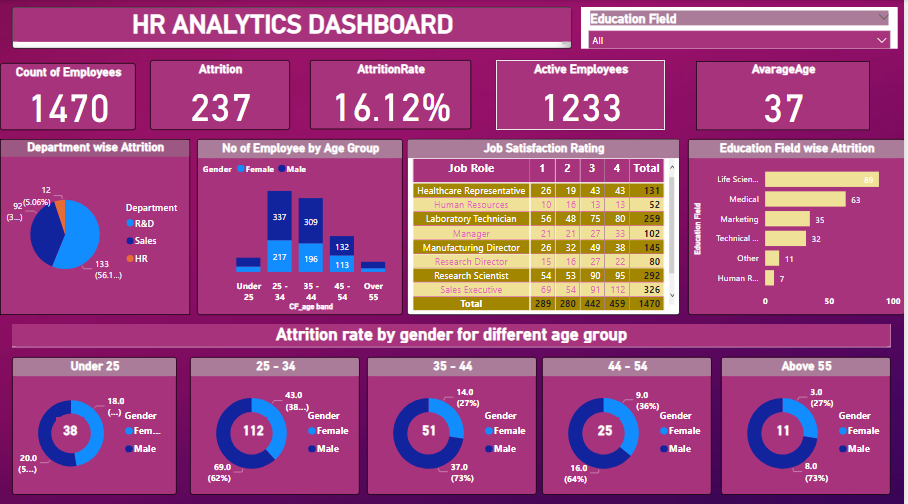 HR ANALYTICS DASHBOARD
Education Field
All
Count of Employees
1470
Attrition
237
AttritionRate
16.12%
Active Employees
1233
AvarageAge
37
Department wise Attrition
12
(5.06%)
92
(3...)
133
(56.1...)
Department
R&D
Sales
HR
No of Employee by Age Group
Gender Female Male
337
217
309
196
132
113
Under 25
25 - 34
35 - 44
45 - 54
Over 55
CF_age band
Job Satisfaction Rating
Job Role 1 2 3 4 Total
Healthcare Representative 26 19 43 43 131
Human Resources 10 16 13 13 52
Laboratory Technician 56 48 75 80 259
Manager 21 21 27 33 102
Manufacturing Director 26 32 49 38 145
Research Director 15 16 27 22 80
Research Scientist 54 53 90 95 292
Sales Executive 69 54 91 112 326
Total 289 280 442 459 1470
Education Field wise Attrition
Education Field
Life Scien... 89
Medical 63
Marketing 35
Technical ... 32
Other 11
Human R... 7
0 50 100
Attrition rate by gender for different age group
Under 25
18.0
(...)
38
20.0
(5...)
Gender
Fem...
Male
25 - 34
43.0
(38...)
112
69.0
(62%)
Gender
Female
Male
35 - 44
14.0
(27%)
51
37.0
(73%)
Gender
Female
Male
44 - 54
9.0
(36%)
25
16.0
(64%)
Gender
Female
Male
Above 55
3.0
(27%)
11
8.0
(73%)
Gender
Female
Male